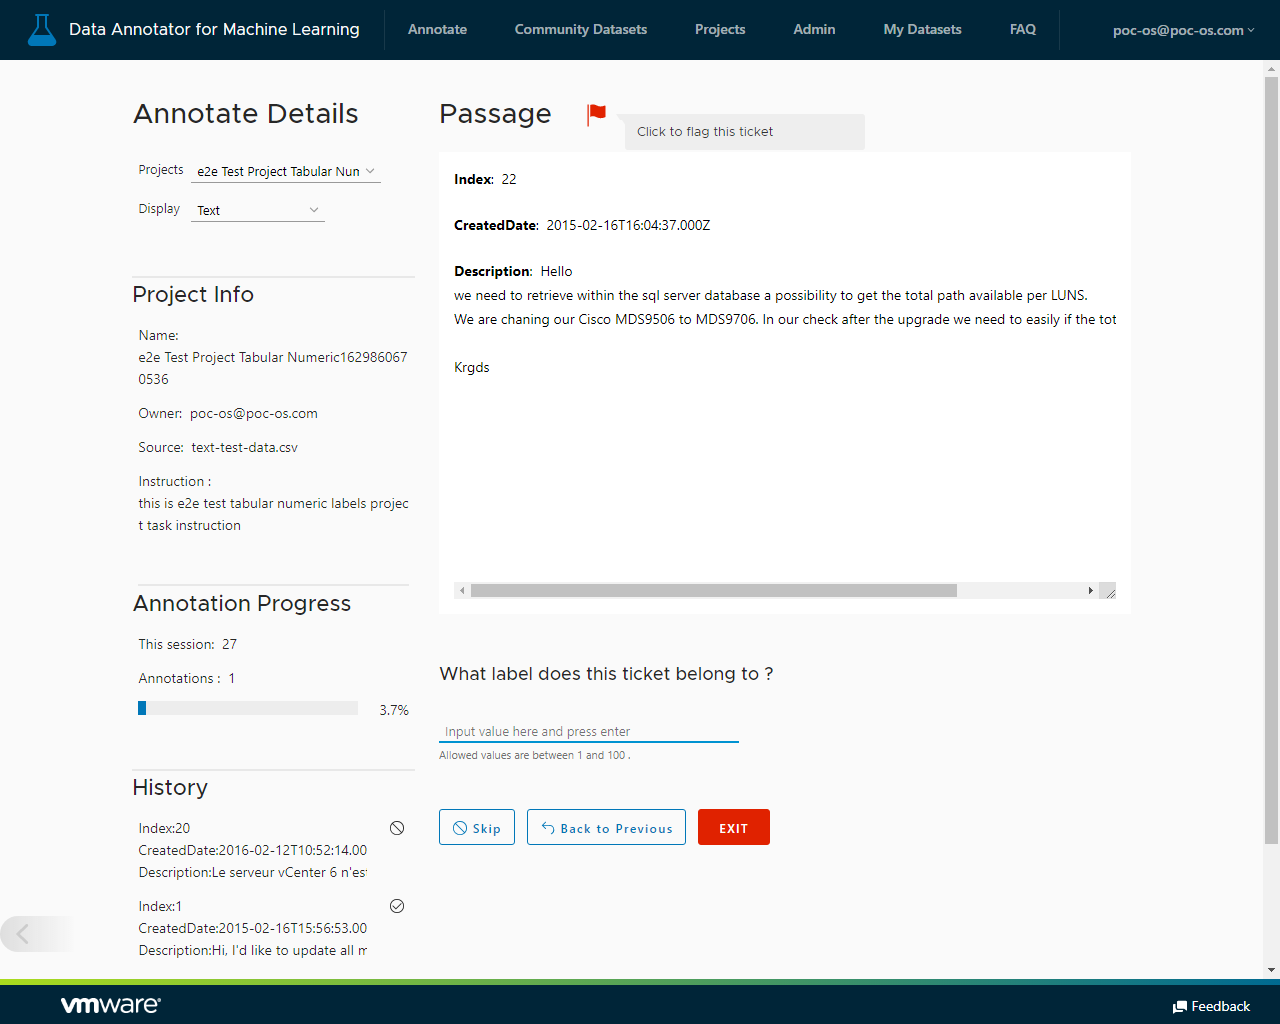 Data Annotator for Machine Learning
Annotate
Community Datasets
Projects
Admin
My Datasets
FAQ
poc-os@poc-os.com
Annotate Details
Projects
e2e Test Project Tabular Nun
Display
Text
Project Info
Name:
e2e Test Project Tabular Numeric162986067
0536
Owner: poc-os@poc-os.com
Source: text-test-data.csv
Instruction :
this is e2e test tabular numeric labels projec
t task instruction
Annotation Progress
This session: 27
Annotations : 1
3.7%
History
Index:20
CreatedDate:2016-02-12T10:52:14.00
Description:Le serveur vCenter 6 n'est
Index:1
CreatedDate:2015-02-16T15:56:53.00
Description:Hi, I'd like to update all m
Passage
Click to flag this ticket
Index: 22
CreatedDate: 2015-02-16T16:04:37.000Z
Description: Hello
we need to retrieve within the sql server database a possibility to get the total path available per LUNS.
We are chaning our Cisco MDS9506 to MDS9706. In our check after the upgrade we need to easily if the tot
Krgds
What label does this ticket belong to ?
Input value here and press enter
Allowed values are between 1 and 100 .
Skip
Back to Previous
EXIT
vmware
Feedback